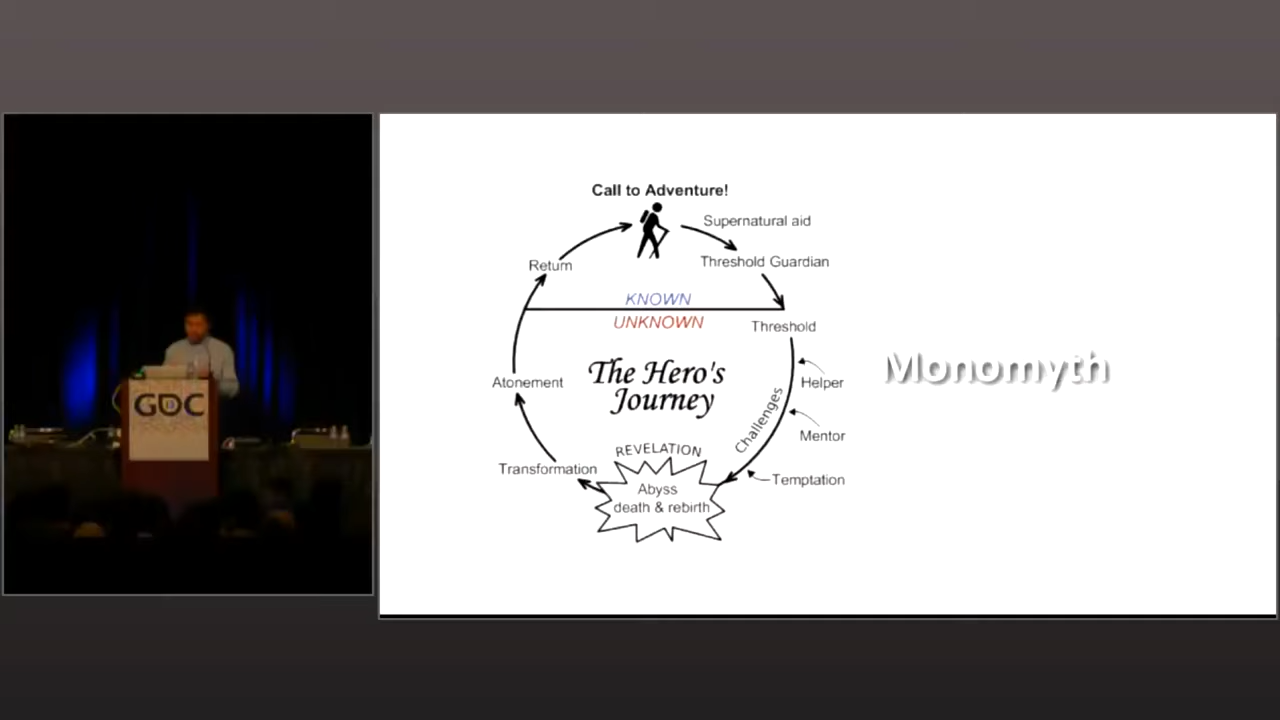 GDC
Call to Adventure!
Supernatural aid
Threshold Guardian
Return
KNOWN
UNKNOWN
Threshold
The Hero's
Journey
Monomyth
Atonement
Helper
Challenges
Mentor
REVELATION
Transformation
Temptation
Abyss
death & rebirth